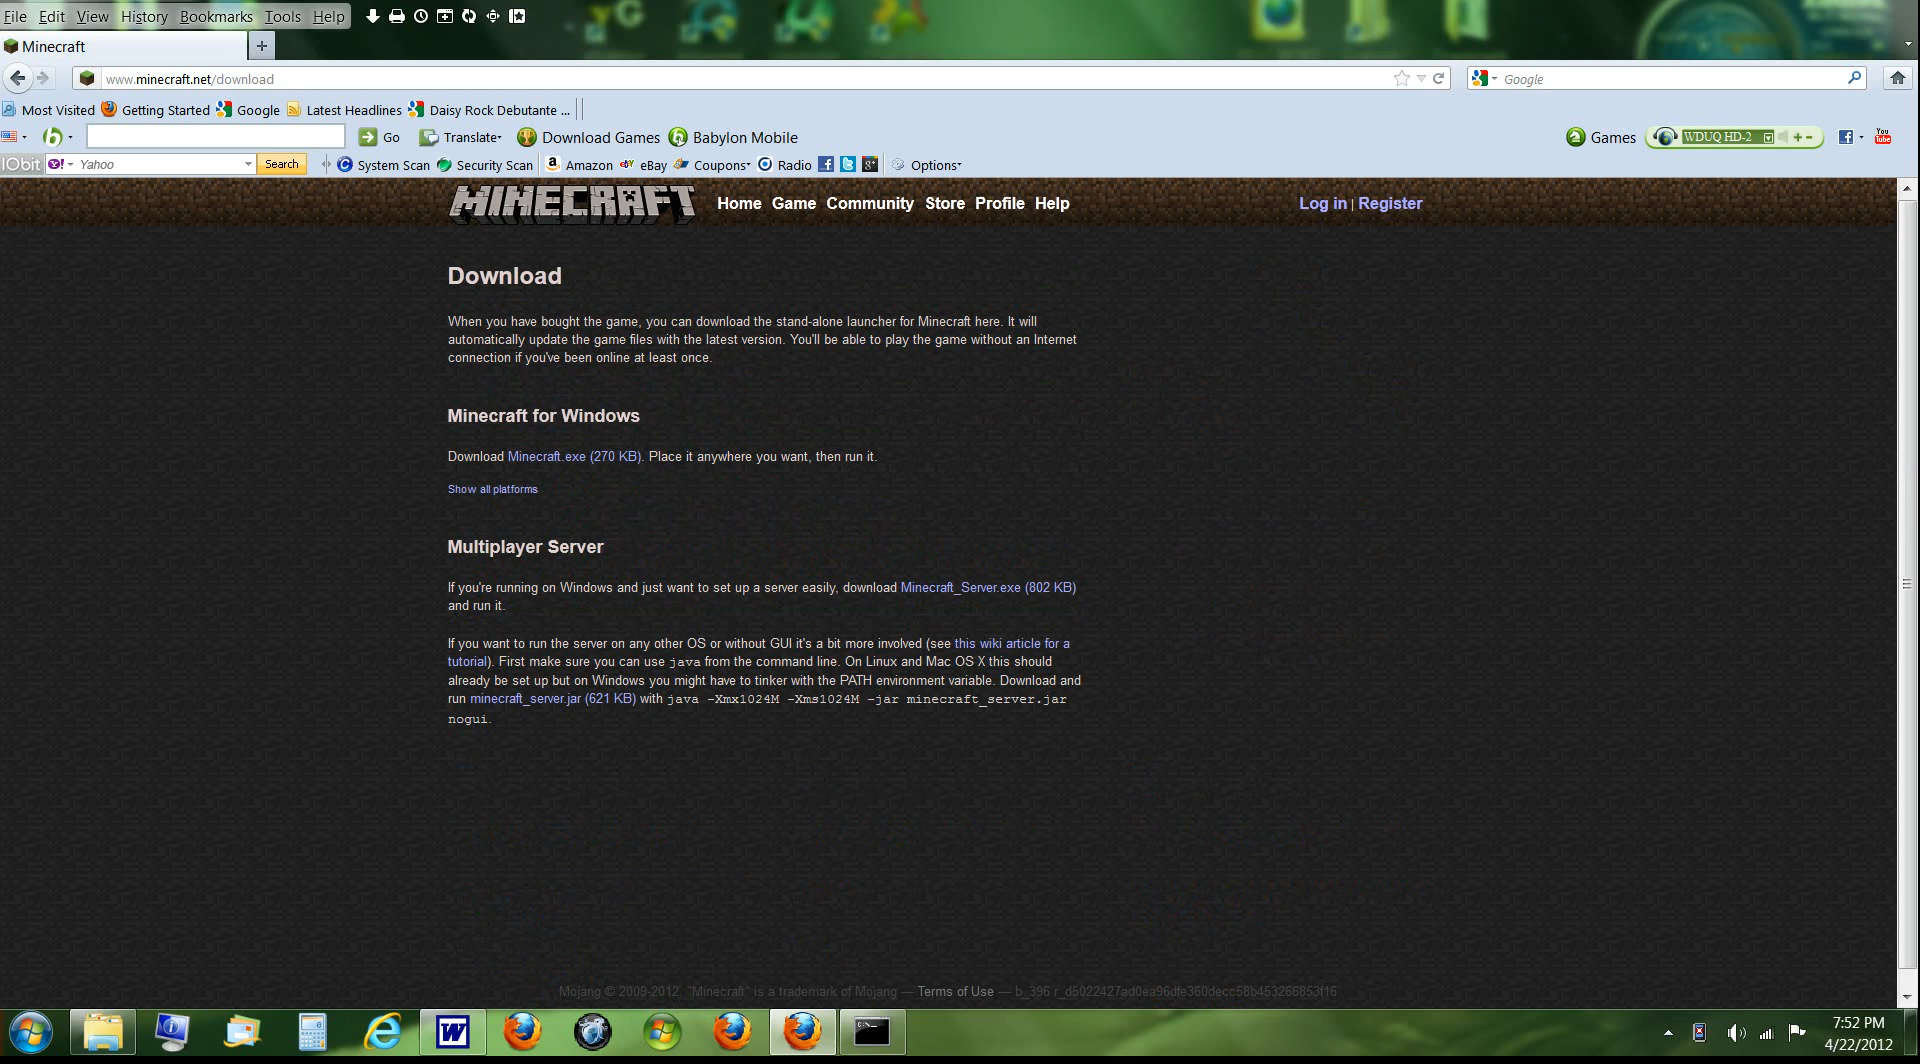 File Edit View History Bookmarks Tools Help
Minecraft
www.minecraft.net/download
Google
Most Visited Getting Started Google Latest Headlines Daisy Rock Debutante ...
b Go Translate Download Games Babylon Mobile Games WDUQ HD-2 You Tube
IObit Y! Yahoo Search System Scan Security Scan Amazon eBay Coupons Radio Options
MINECRAFT Home Game Community Store Profile Help Log in | Register
Download
When you have bought the game, you can download the stand-alone launcher for Minecraft here. It will
automatically update the game files with the latest version. You'll be able to play the game without an Internet
connection if you've been online at least once.
Minecraft for Windows
Download Minecraft.exe (270 KB). Place it anywhere you want, then run it.
Show all platforms
Multiplayer Server
If you're running on Windows and just want to set up a server easily, download Minecraft_Server.exe (802 KB)
and run it.
If you want to run the server on any other OS or without GUI it's a bit more involved (see this wiki article for a
tutorial). First make sure you can use java from the command line. On Linux and Mac OS X this should
already be set up but on Windows you might have to tinker with the PATH environment variable. Download and
run minecraft_server.jar (621 KB) with java -Xmx1024M -Xms1024M -jar minecraft_server.jar
nogui.
Mojang © 2009-2012. "Minecraft" is a trademark of Mojang — Terms of Use — b_396 r_d5022427ad0ea96dfe360decc58b453266853f16
7:52 PM
4/22/2012